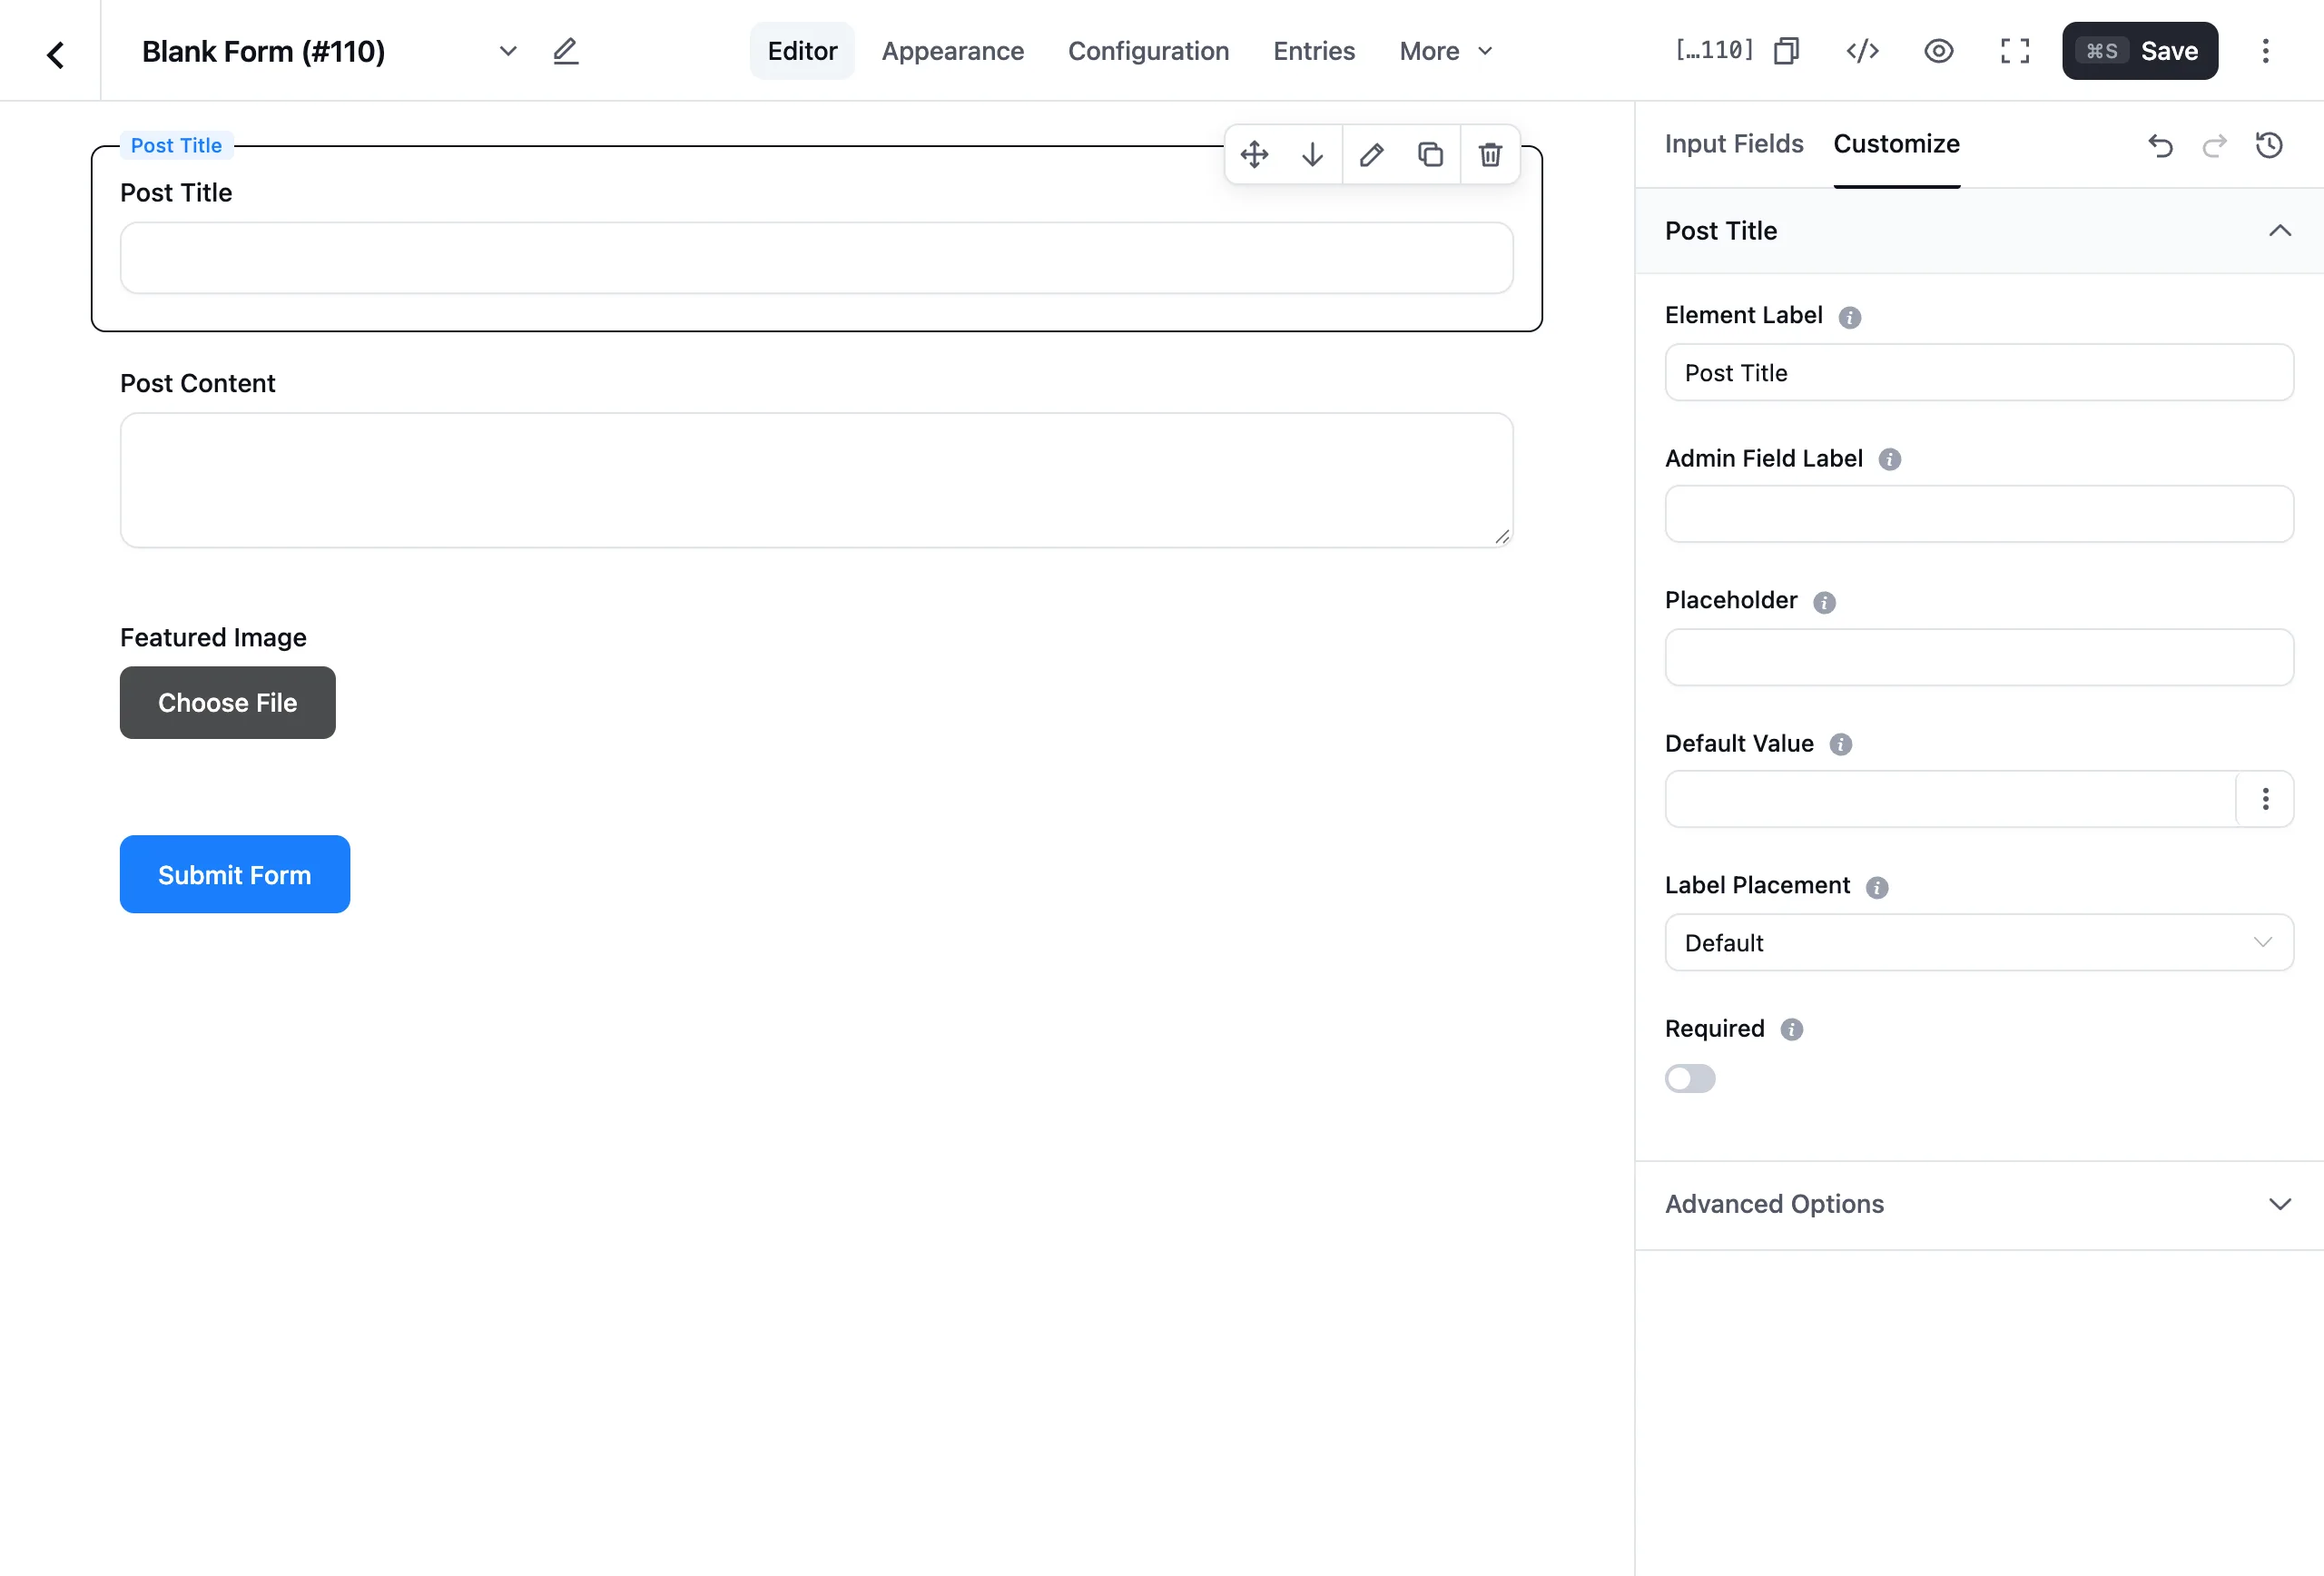 Blank Form (#110)
Editor
Appearance
Configuration
Entries
More
[…110]
⌘S Save
Post Title
Post Title
Post Content
Featured Image
Choose File
Submit Form
Input Fields
Customize
Post Title
Element Label
Post Title
Admin Field Label
Placeholder
Default Value
Label Placement
Default
Required
Advanced Options